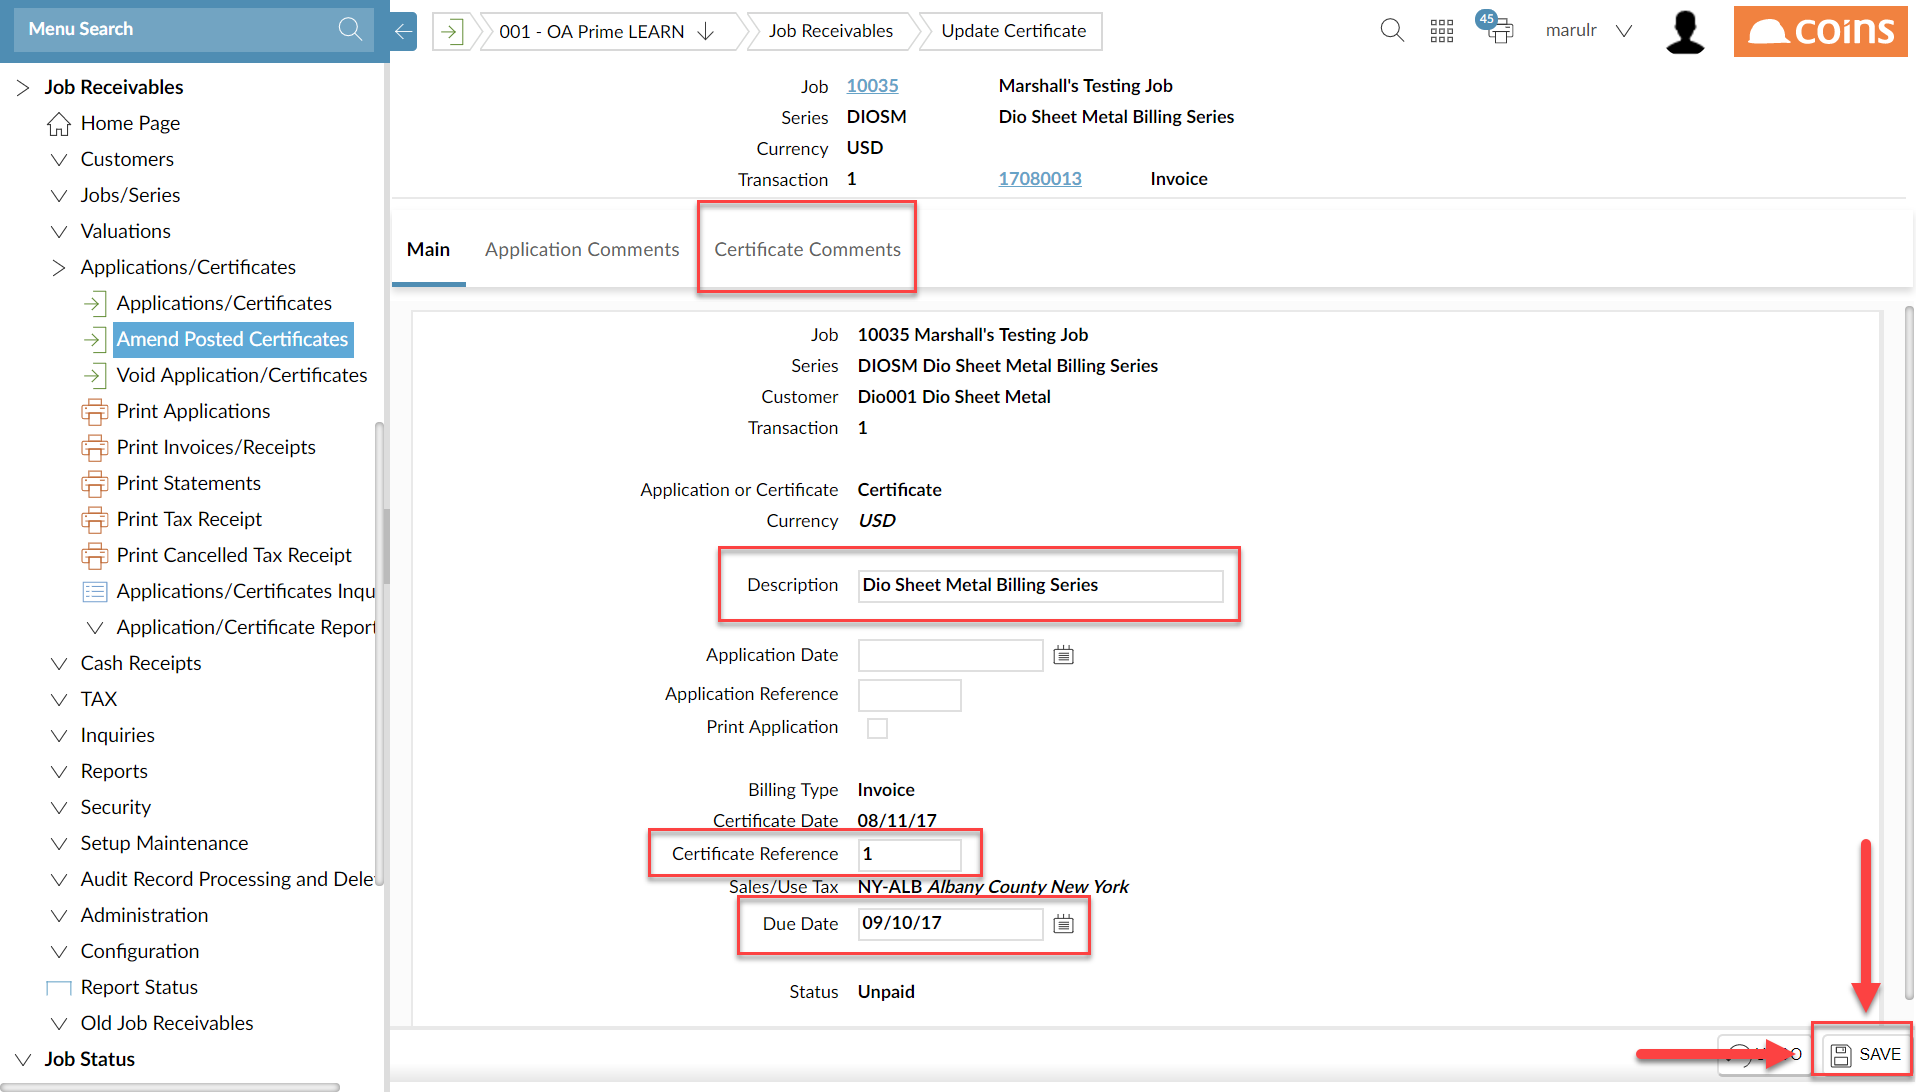 Menu Search
001 - OA Prime LEARN
Job Receivables
Update Certificate
45
marulr
coins
Job Receivables
Home Page
Customers
Jobs/Series
Valuations
Applications/Certificates
Applications/Certificates
Amend Posted Certificates
Void Application/Certificates
Print Applications
Print Invoices/Receipts
Print Statements
Print Tax Receipt
Print Cancelled Tax Receipt
Applications/Certificates Inqu
Application/Certificate Report
Cash Receipts
TAX
Inquiries
Reports
Security
Setup Maintenance
Audit Record Processing and Dele
Administration
Configuration
Report Status
Old Job Receivables
Job Status
Job 10035 Marshall's Testing Job
Series DIOSM Dio Sheet Metal Billing Series
Currency USD
Transaction 1 17080013 Invoice
Main Application Comments Certificate Comments
Job 10035 Marshall's Testing Job
Series DIOSM Dio Sheet Metal Billing Series
Customer Dio001 Dio Sheet Metal
Transaction 1
Application or Certificate Certificate
Currency USD
Description Dio Sheet Metal Billing Series
Application Date
Application Reference
Print Application
Billing Type Invoice
Certificate Date 08/11/17
Certificate Reference 1
Sales/Use Tax NY-ALB Albany County New York
Due Date 09/10/17
Status Unpaid
SAVE